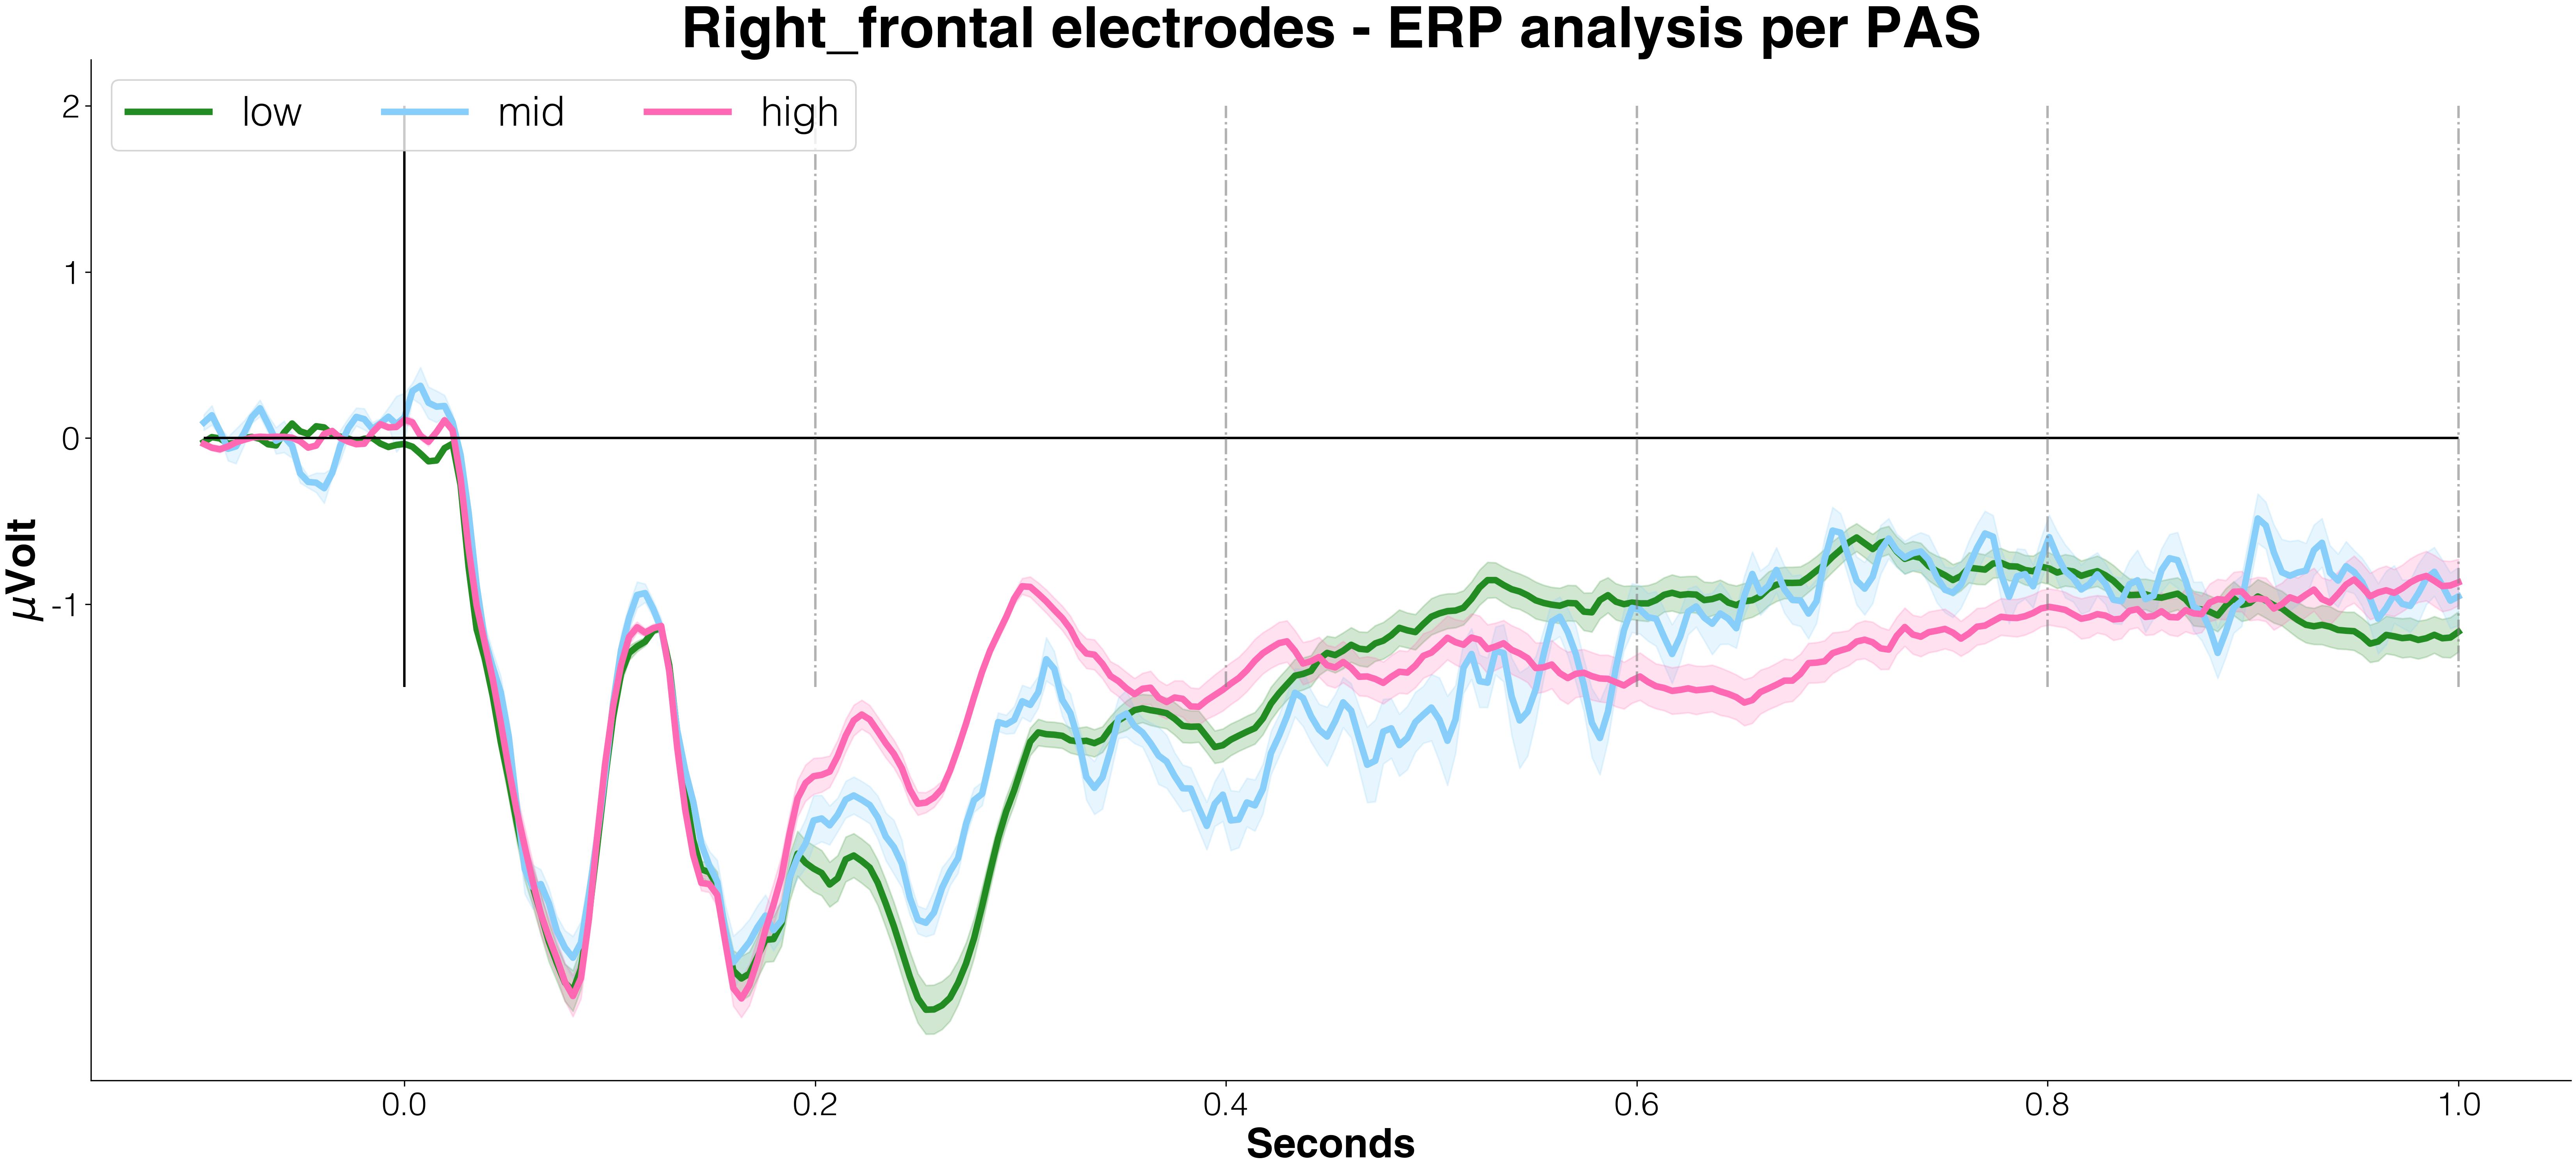 Right_frontal electrodes - ERP analysis per PAS
low mid high
2
1
0
-1
μVolt
0.0 0.2 0.4 0.6 0.8 1.0
Seconds